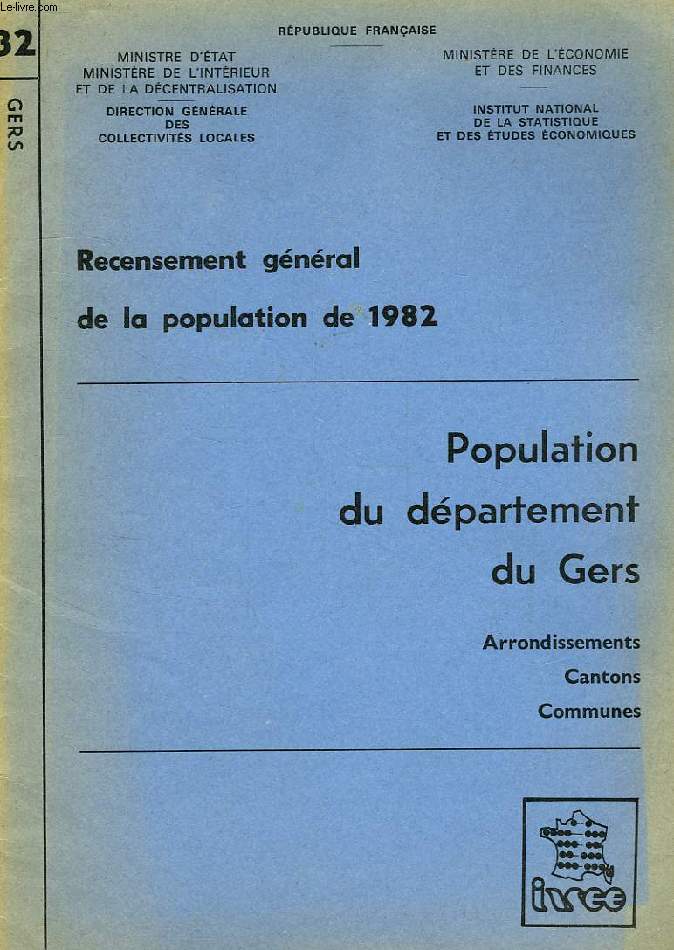 Le-livre.com
32
GERS
RÉPUBLIQUE FRANÇAISE
MINISTRE D'ÉTAT
MINISTÈRE DE L'INTÉRIEUR
ET DE LA DÉCENTRALISATION
DIRECTION GÉNÉRALE
DES
COLLECTIVITÉS LOCALES
MINISTÈRE DE L'ÉCONOMIE
ET DES FINANCES
INSTITUT NATIONAL
DE LA STATISTIQUE
ET DES ÉTUDES ÉCONOMIQUES
Recensement général
de la population de 1982
Population
du département
du Gers
Arrondissements
Cantons
Communes
insee